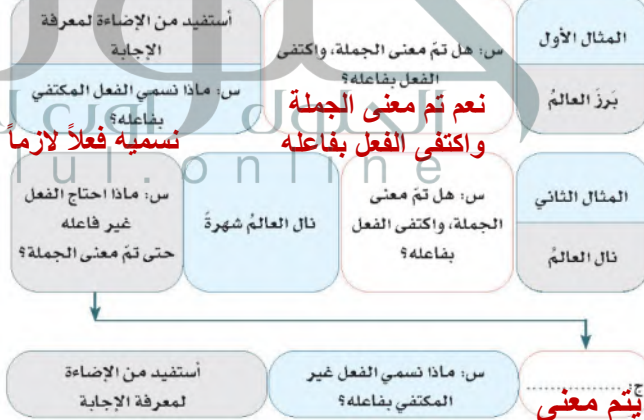 المثال الأول
بَرزَ العالمُ
س: هل تمّ معنى الجملة، واكتفى
الفعل بفاعله؟
نعم تم معنى الجملة
واكتفى الفعل بفاعله
أستفيد من الإضاءة لمعرفة
الإجابة
س: ماذا نسمي الفعل المكتفي
بفاعله؟
نسميه فعلاً لازماً
lul.online
المثال الثاني
نال العالمُ
س: هل تمّ معنى
الجملة، واكتفى الفعل
بفاعله؟
نال العالمُ شهرةً
س: ماذا احتاج الفعل
غير فاعله
حتى تمّ معنى الجملة؟
ج:..............
يتم معنى
س: ماذا نسمي الفعل غير
المكتفي بفاعله؟
أستفيد من الإضاءة
لمعرفة الإجابة